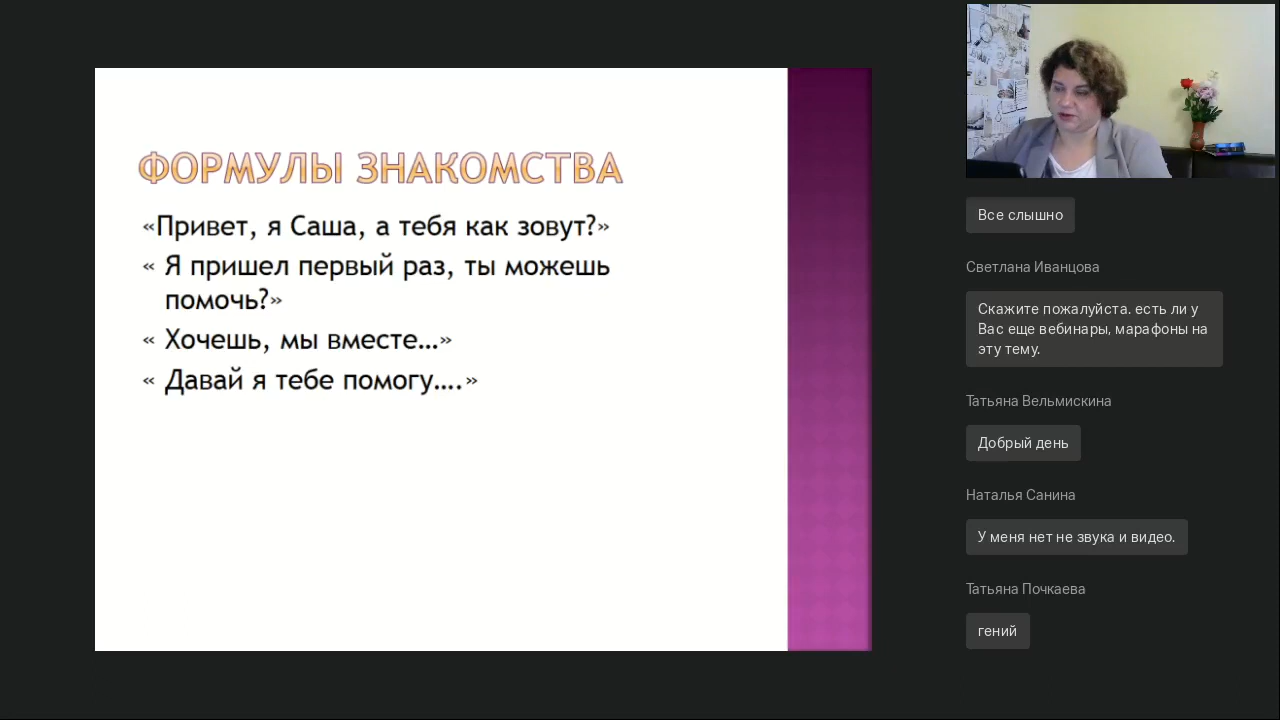 ФОРМУЛЫ ЗНАКОМСТВА
«Привет, я Саша, а тебя как зовут?»
« Я пришел первый раз, ты можешь
помочь?»
« Хочешь, мы вместе…»
« Давай я тебе помогу….»
Все слышно
Светлана Иванцова
Скажите пожалуйста. есть ли у
Вас еще вебинары, марафоны на
эту тему.
Татьяна Вельмискина
Добрый день
Наталья Санина
У меня нет не звука и видео.
Татьяна Почкаева
гений